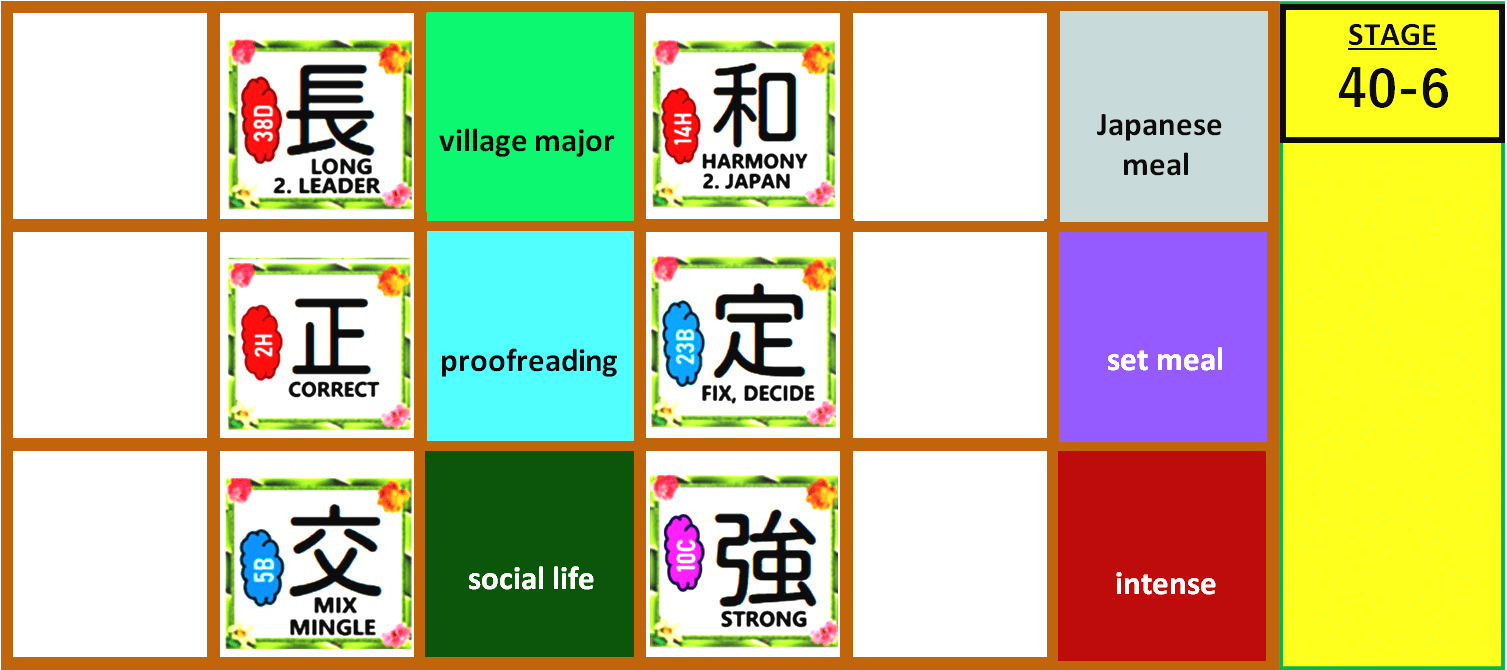 38D
長
LONG
2. LEADER
village major
14H
和
HARMONY
2. JAPAN
Japanese
meal
STAGE
40-6
2H
正
CORRECT
proofreading
23B
定
FIX, DECIDE
set meal
5B
交
MIX
MINGLE
social life
10C
強
STRONG
intense